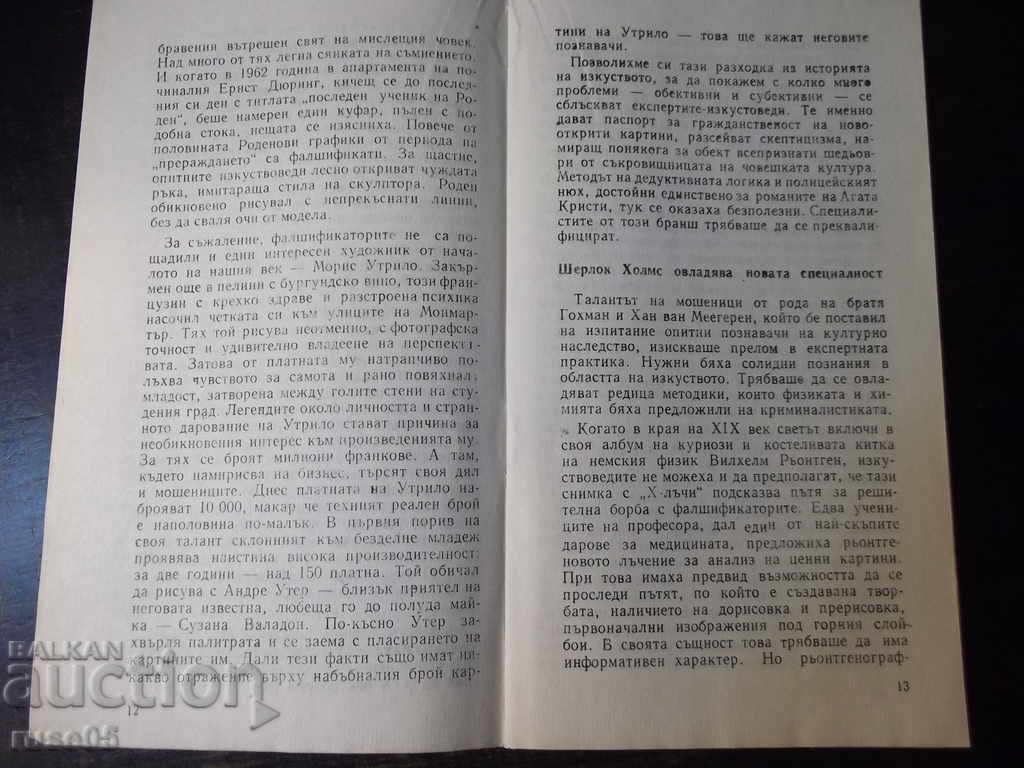 бравения вътрешен свят на мислещия човек.
Над много от тях легна сянката на съмнението.
И когато в 1962 година в апартамента на по-
чиналия Ернст Дюринг, кичещ се до послед-
ния си ден с титлата „последен ученик на Ро-
ден“, беше намерен един куфар, пълен с по-
добна стока, нещата се изясниха. Повече от
половината Роденови графики от периода на
„прераждането“ са фалшификати. За щастие,
опитните изкуствоведи лесно откриват чуждата
ръка, имитараща стила на скулптора. Роден
обикновено рисувал с непрекъснати линии,
без да сваля очи от модела.
За съжаление, фалшификаторите не са по-
щадили и един интересен художник от нача-
лото на нашия век — Морис Утрило. Закър-
мен още в пелини с бургундско вино, този фран-
цузин с крехко здраве и разстроена психика
насочил четката си към улиците на Монмар-
тър. Тях той рисува неотменно, с фотографска
точност и удивително владеене на перспекти-
вата. Затова от платната му натрапчиво по-
лъхва чувството за самота и рано повяхнал
младост, затворена между голите стени на сту-
дения град. Легендите около личността и стран-
ното дарование на Утрило стават причина за
необикновения интерес към произведенията му.
За тях се броят милиони франкове. А там,
където намирисва на бизнес, търсят своя дял
и мошениците. Днес платната на Утрило на-
брояват 10 000, макар че техният реален брой
е наполовина по-малък. В първия порив на
своя талант склонният към безделие младеж
проявява наистина висока производителност:
за две години — над 150 платна. Той обичал
да рисува с Андре Утер — близък приятел на
неговата известна, любеща го до полуда май-
ка — Сузана Валадон. По-късно Утер за-
хвърля палитрата и се заема с пласирането на
картините им. Дали тези факти също имат ня-
какво отражение върху набъбналия брой кар-
12
тини на Утрило — това ще кажат неговите
познавачи.
Позволихме си тази разходка из историята
на изкуството, за да покажем с колко много
проблеми — обективни и субективни — се
сблъскват експертите-изкустоведи. Те именно
дават паспорт за гражданственост на ново-
открити картини, разсейват скептицизма, на-
миращ понякога за обект всепризнати шедьов-
ри от съкровищницата на човешката култура.
Методът на дедуктивната логика и полицейският
нюх, достойни единствено за романите на Агата
Кристи, тук се оказаха безполезни. Специали-
стите от този бранш трябваше да се преквали-
фицират.
Шерлок Холмс овладява новата специалност
Талантът на мошеници от рода на братя
Гохман и Хан ван Меегерен, който бе поставил
на изпитание опитни познавачи на културно
наследство, изискваше прелом в експертната
практика. Нужни бяха солидни познания в
областта на изкуството. Трябваше да се овла-
дяват редица методики, които физиката и хи-
мията бяха предложили на криминалистиката.
Когато в края на XIX век светът включи в
своя албум на куриози и костеливата китка
на немския физик Вилхелм Рьонтген, изку-
ствоведите не можеха и да предполагат, че тази
снимка с „Х-лъчи“ подсказва пътя за реши-
телна борба с фалшификаторите. Едва учени-
ците на професора, дал един от най-скъпите
дарове за медицината, предложиха рьонтге-
новото лъчение за анализ на ценни картини.
При това имаха предвид възможността да се
проследи пътят, по който е създавана твор-
бата, наличието на дорисовка и прерисовка,
първоначални изображения под горния слой
бои. В своята същност това трябваше да има
информативен характер. Но рьонтгенограф-
13
BALKAN
auction
ruse05